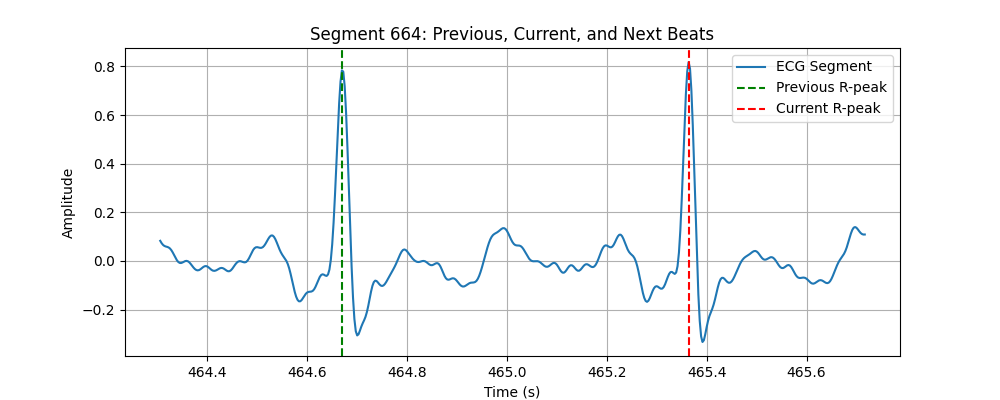 Segment 664: Previous, Current, and Next Beats
ECG Segment
Previous R-peak
Current R-peak
0.8
0.6
0.4
0.2
0.0
−0.2
Amplitude
464.4 464.6 464.8 465.0 465.2 465.4 465.6
Time (s)